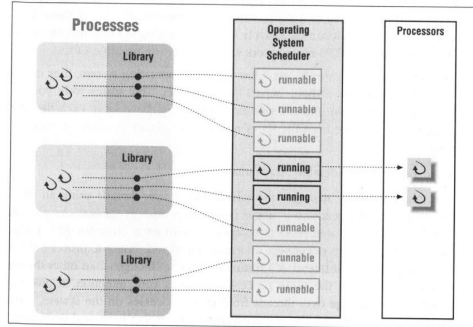 Processes
Operating
System
Scheduler
Processors
Library
runnable
runnable
runnable
Library
running
running
runnable
Library
runnable
runnable